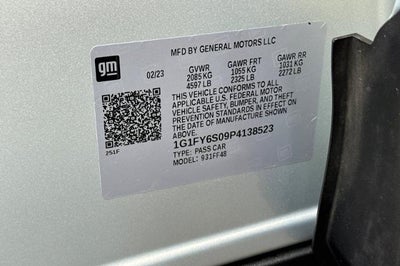 MFD BY GENERAL MOTORS LLC
gm
02/23 GVWR GAWR FRT GAWR RR
2085 KG 1055 KG 1031 KG
4597 LB 2325 LB 2272 LB
THIS VEHICLE CONFORMS TO ALL
APPLICABLE U.S. FEDERAL MOTOR
VEHICLE SAFETY, BUMPER, AND THEFT
PREVENTION STANDARDS IN EFFECT ON
THE DATE OF MANUFACTURE SHOWN ABOVE.
1G1FY6S09P4138523
TYPE: PASS CAR
251F MODEL: 931FF48